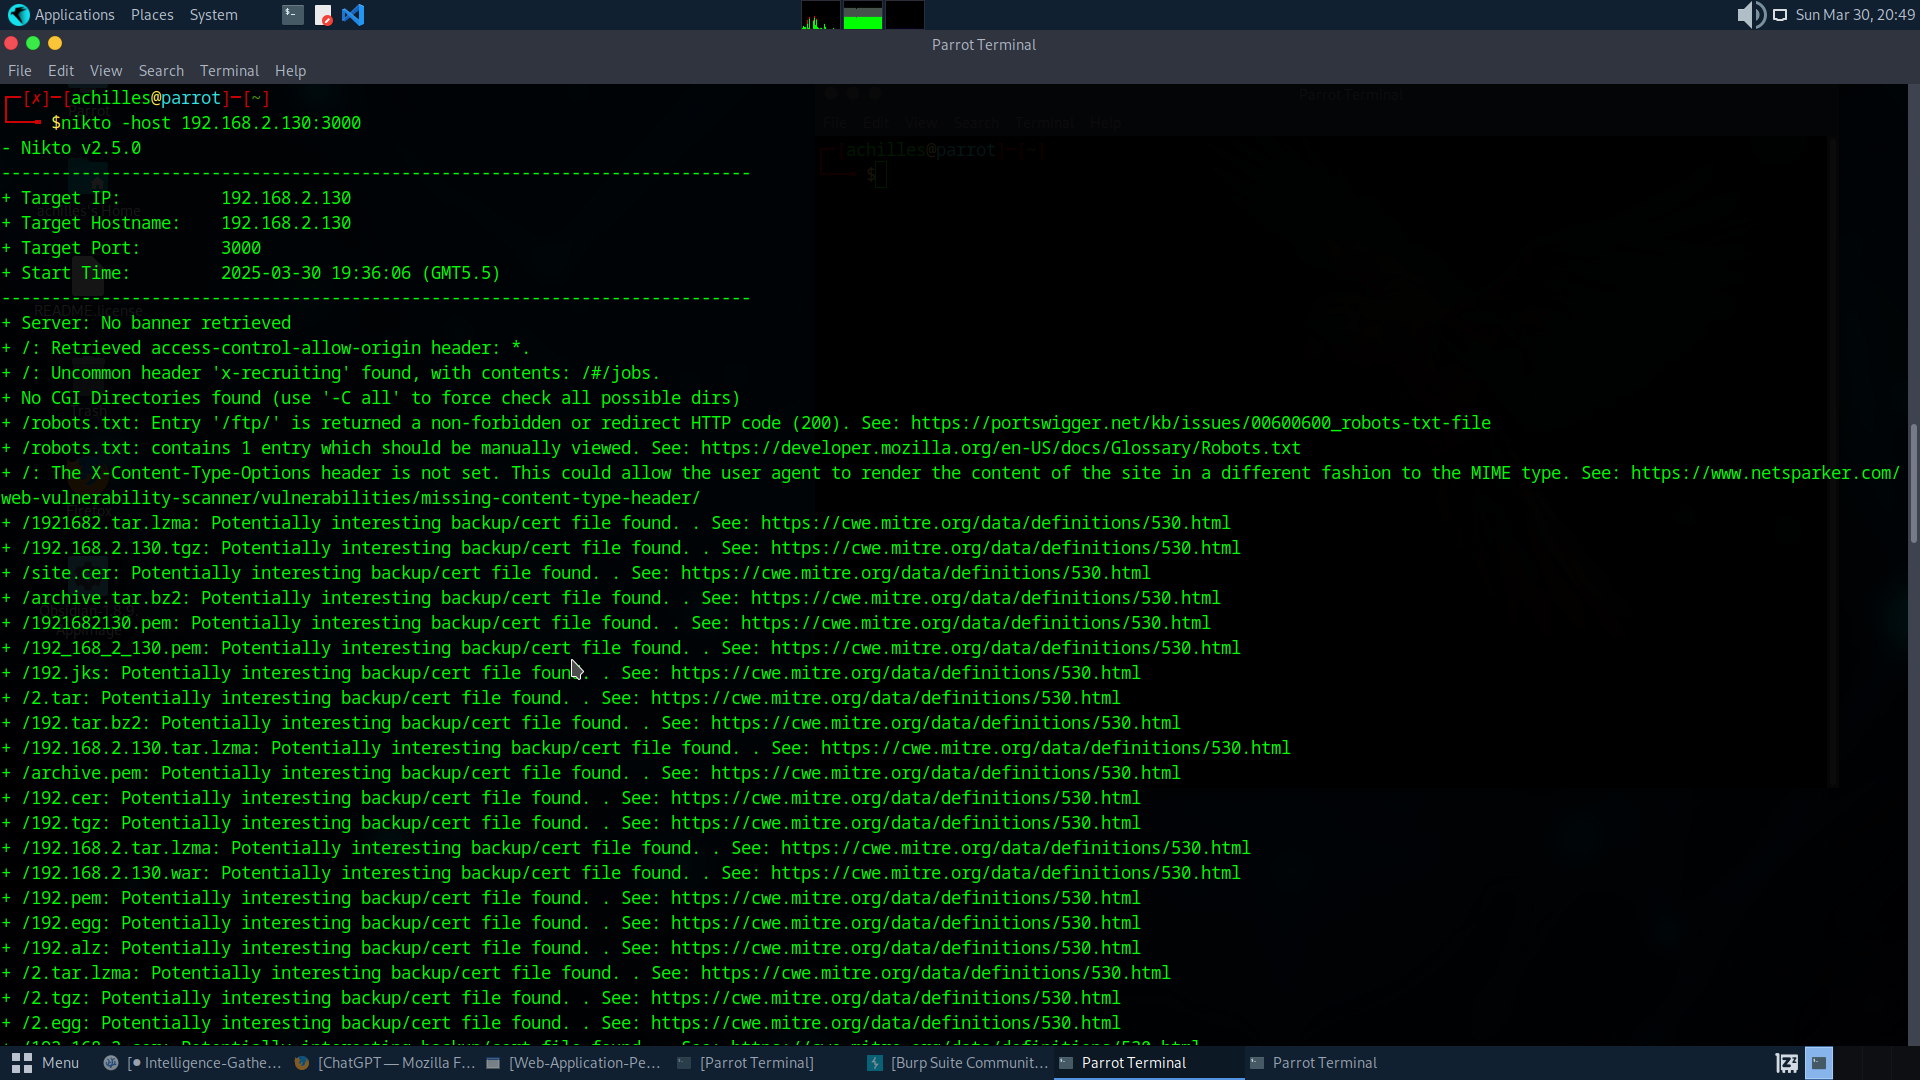 Applications Places System
Sun Mar 30, 20:49
Parrot Terminal
File Edit View Search Terminal Help
┌─[✗]─[achilles@parrot]─[~]
└──╼ $nikto -host 192.168.2.130:3000
- Nikto v2.5.0
---------------------------------------------------------------------------
+ Target IP:          192.168.2.130
+ Target Hostname:    192.168.2.130
+ Target Port:        3000
+ Start Time:         2025-03-30 19:36:06 (GMT5.5)
---------------------------------------------------------------------------
+ Server: No banner retrieved
+ /: Retrieved access-control-allow-origin header: *.
+ /: Uncommon header 'x-recruiting' found, with contents: /#/jobs.
+ No CGI Directories found (use '-C all' to force check all possible dirs)
+ /robots.txt: Entry '/ftp/' is returned a non-forbidden or redirect HTTP code (200). See: https://portswigger.net/kb/issues/00600600_robots-txt-file
+ /robots.txt: contains 1 entry which should be manually viewed. See: https://developer.mozilla.org/en-US/docs/Glossary/Robots.txt
+ /: The X-Content-Type-Options header is not set. This could allow the user agent to render the content of the site in a different fashion to the MIME type. See: https://www.netsparker.com/
web-vulnerability-scanner/vulnerabilities/missing-content-type-header/
+ /1921682.tar.lzma: Potentially interesting backup/cert file found. . See: https://cwe.mitre.org/data/definitions/530.html
+ /192.168.2.130.tgz: Potentially interesting backup/cert file found. . See: https://cwe.mitre.org/data/definitions/530.html
+ /site.cer: Potentially interesting backup/cert file found. . See: https://cwe.mitre.org/data/definitions/530.html
+ /archive.tar.bz2: Potentially interesting backup/cert file found. . See: https://cwe.mitre.org/data/definitions/530.html
+ /1921682130.pem: Potentially interesting backup/cert file found. . See: https://cwe.mitre.org/data/definitions/530.html
+ /192_168_2_130.pem: Potentially interesting backup/cert file found. . See: https://cwe.mitre.org/data/definitions/530.html
+ /192.jks: Potentially interesting backup/cert file found. . See: https://cwe.mitre.org/data/definitions/530.html
+ /2.tar: Potentially interesting backup/cert file found. . See: https://cwe.mitre.org/data/definitions/530.html
+ /192.tar.bz2: Potentially interesting backup/cert file found. . See: https://cwe.mitre.org/data/definitions/530.html
+ /192.168.2.130.tar.lzma: Potentially interesting backup/cert file found. . See: https://cwe.mitre.org/data/definitions/530.html
+ /archive.pem: Potentially interesting backup/cert file found. . See: https://cwe.mitre.org/data/definitions/530.html
+ /192.cer: Potentially interesting backup/cert file found. . See: https://cwe.mitre.org/data/definitions/530.html
+ /192.tgz: Potentially interesting backup/cert file found. . See: https://cwe.mitre.org/data/definitions/530.html
+ /192.168.2.tar.lzma: Potentially interesting backup/cert file found. . See: https://cwe.mitre.org/data/definitions/530.html
+ /192.168.2.130.war: Potentially interesting backup/cert file found. . See: https://cwe.mitre.org/data/definitions/530.html
+ /192.pem: Potentially interesting backup/cert file found. . See: https://cwe.mitre.org/data/definitions/530.html
+ /192.egg: Potentially interesting backup/cert file found. . See: https://cwe.mitre.org/data/definitions/530.html
+ /192.alz: Potentially interesting backup/cert file found. . See: https://cwe.mitre.org/data/definitions/530.html
+ /2.tar.lzma: Potentially interesting backup/cert file found. . See: https://cwe.mitre.org/data/definitions/530.html
+ /2.tgz: Potentially interesting backup/cert file found. . See: https://cwe.mitre.org/data/definitions/530.html
+ /2.egg: Potentially interesting backup/cert file found. . See: https://cwe.mitre.org/data/definitions/530.html
Parrot Terminal
File Edit View Search Terminal Help
achilles@parrot
$
achilles's Home
README.license
Trash
Firefox
Menu [● Intelligence-Gathe... [ChatGPT — Mozilla F... [Web-Application-Pe... [Parrot Terminal] [Burp Suite Communit... Parrot Terminal Parrot Terminal